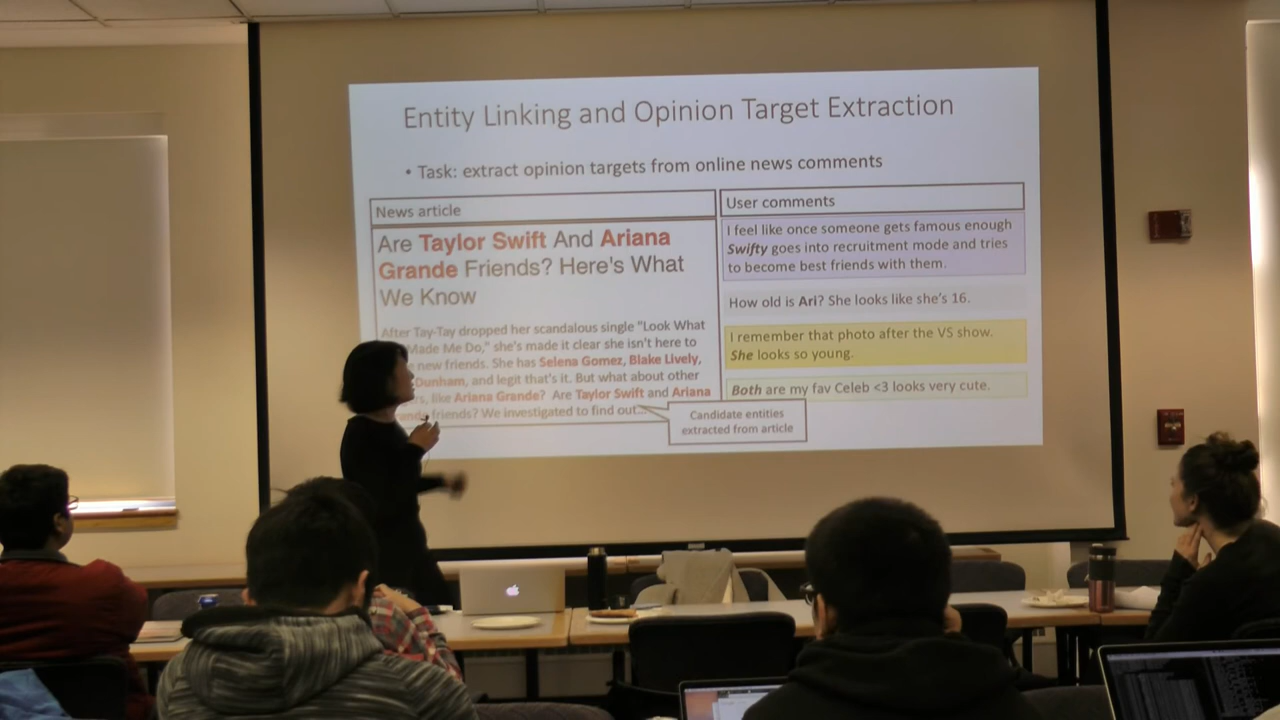 Entity Linking and Opinion Target Extraction
• Task: extract opinion targets from online news comments
News article
Are Taylor Swift And Ariana
Grande Friends? Here's What
We Know
After Tay-Tay dropped her scandalous single "Look What
Made Me Do," she's made it clear she isn't here to
new friends. She has Selena Gomez, Blake Lively,
Dunham, and legit that's it. But what about other
like Ariana Grande? Are Taylor Swift and Ariana
friends? We investigated to find out...
Candidate entities
extracted from article
User comments
I feel like once someone gets famous enough
Swifty goes into recruitment mode and tries
to become best friends with them.
How old is Ari? She looks like she's 16.
I remember that photo after the VS show.
She looks so young.
Both are my fav Celeb <3 looks very cute.